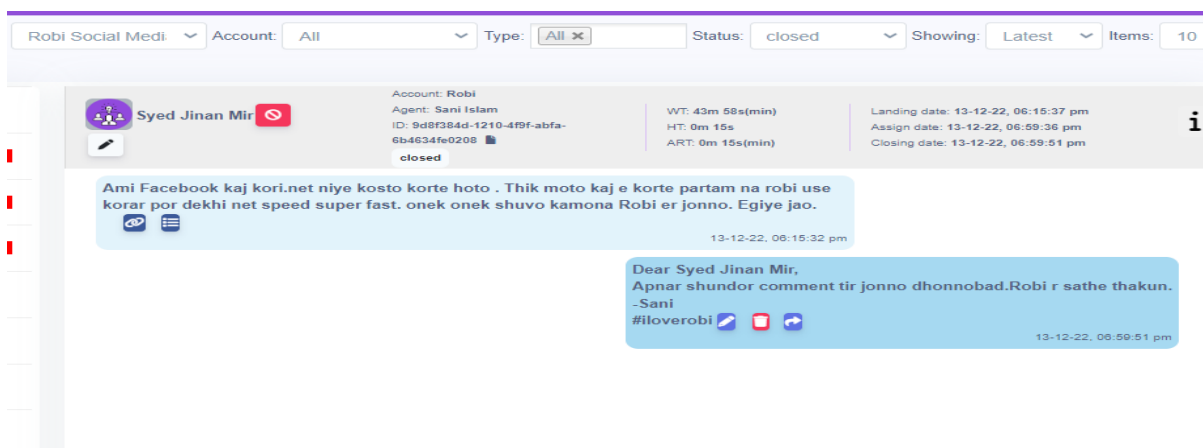 Robi Social Medi Account: All Type: All × Status: closed Showing: Latest Items: 10
Syed Jinan Mir
Account: Robi
Agent: Sani Islam
ID: 9d8f384d-1210-4f9f-abfa-
6b4634fe0208
closed
WT: 43m 58s(min)
HT: 0m 15s
ART: 0m 15s(min)
Landing date: 13-12-22, 06:15:37 pm
Assign date: 13-12-22, 06:59:36 pm
Closing date: 13-12-22, 06:59:51 pm
i
Ami Facebook kaj kori.net niye kosto korte hoto . Thik moto kaj e korte partam na robi use
korar por dekhi net speed super fast. onek onek shuvo kamona Robi er jonno. Egiye jao.
13-12-22, 06:15:32 pm
Dear Syed Jinan Mir,
Apnar shundor comment tir jonno dhonnobad.Robi r sathe thakun.
-Sani
#iloverobi
13-12-22, 06:59:51 pm